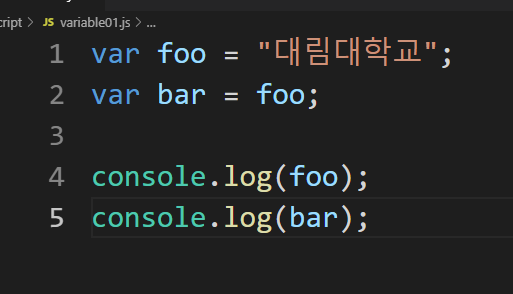 cript > JS variable01.js > ...
1 var foo = "대림대학교";
2 var bar = foo;
3
4 console.log(foo);
5 console.log(bar);